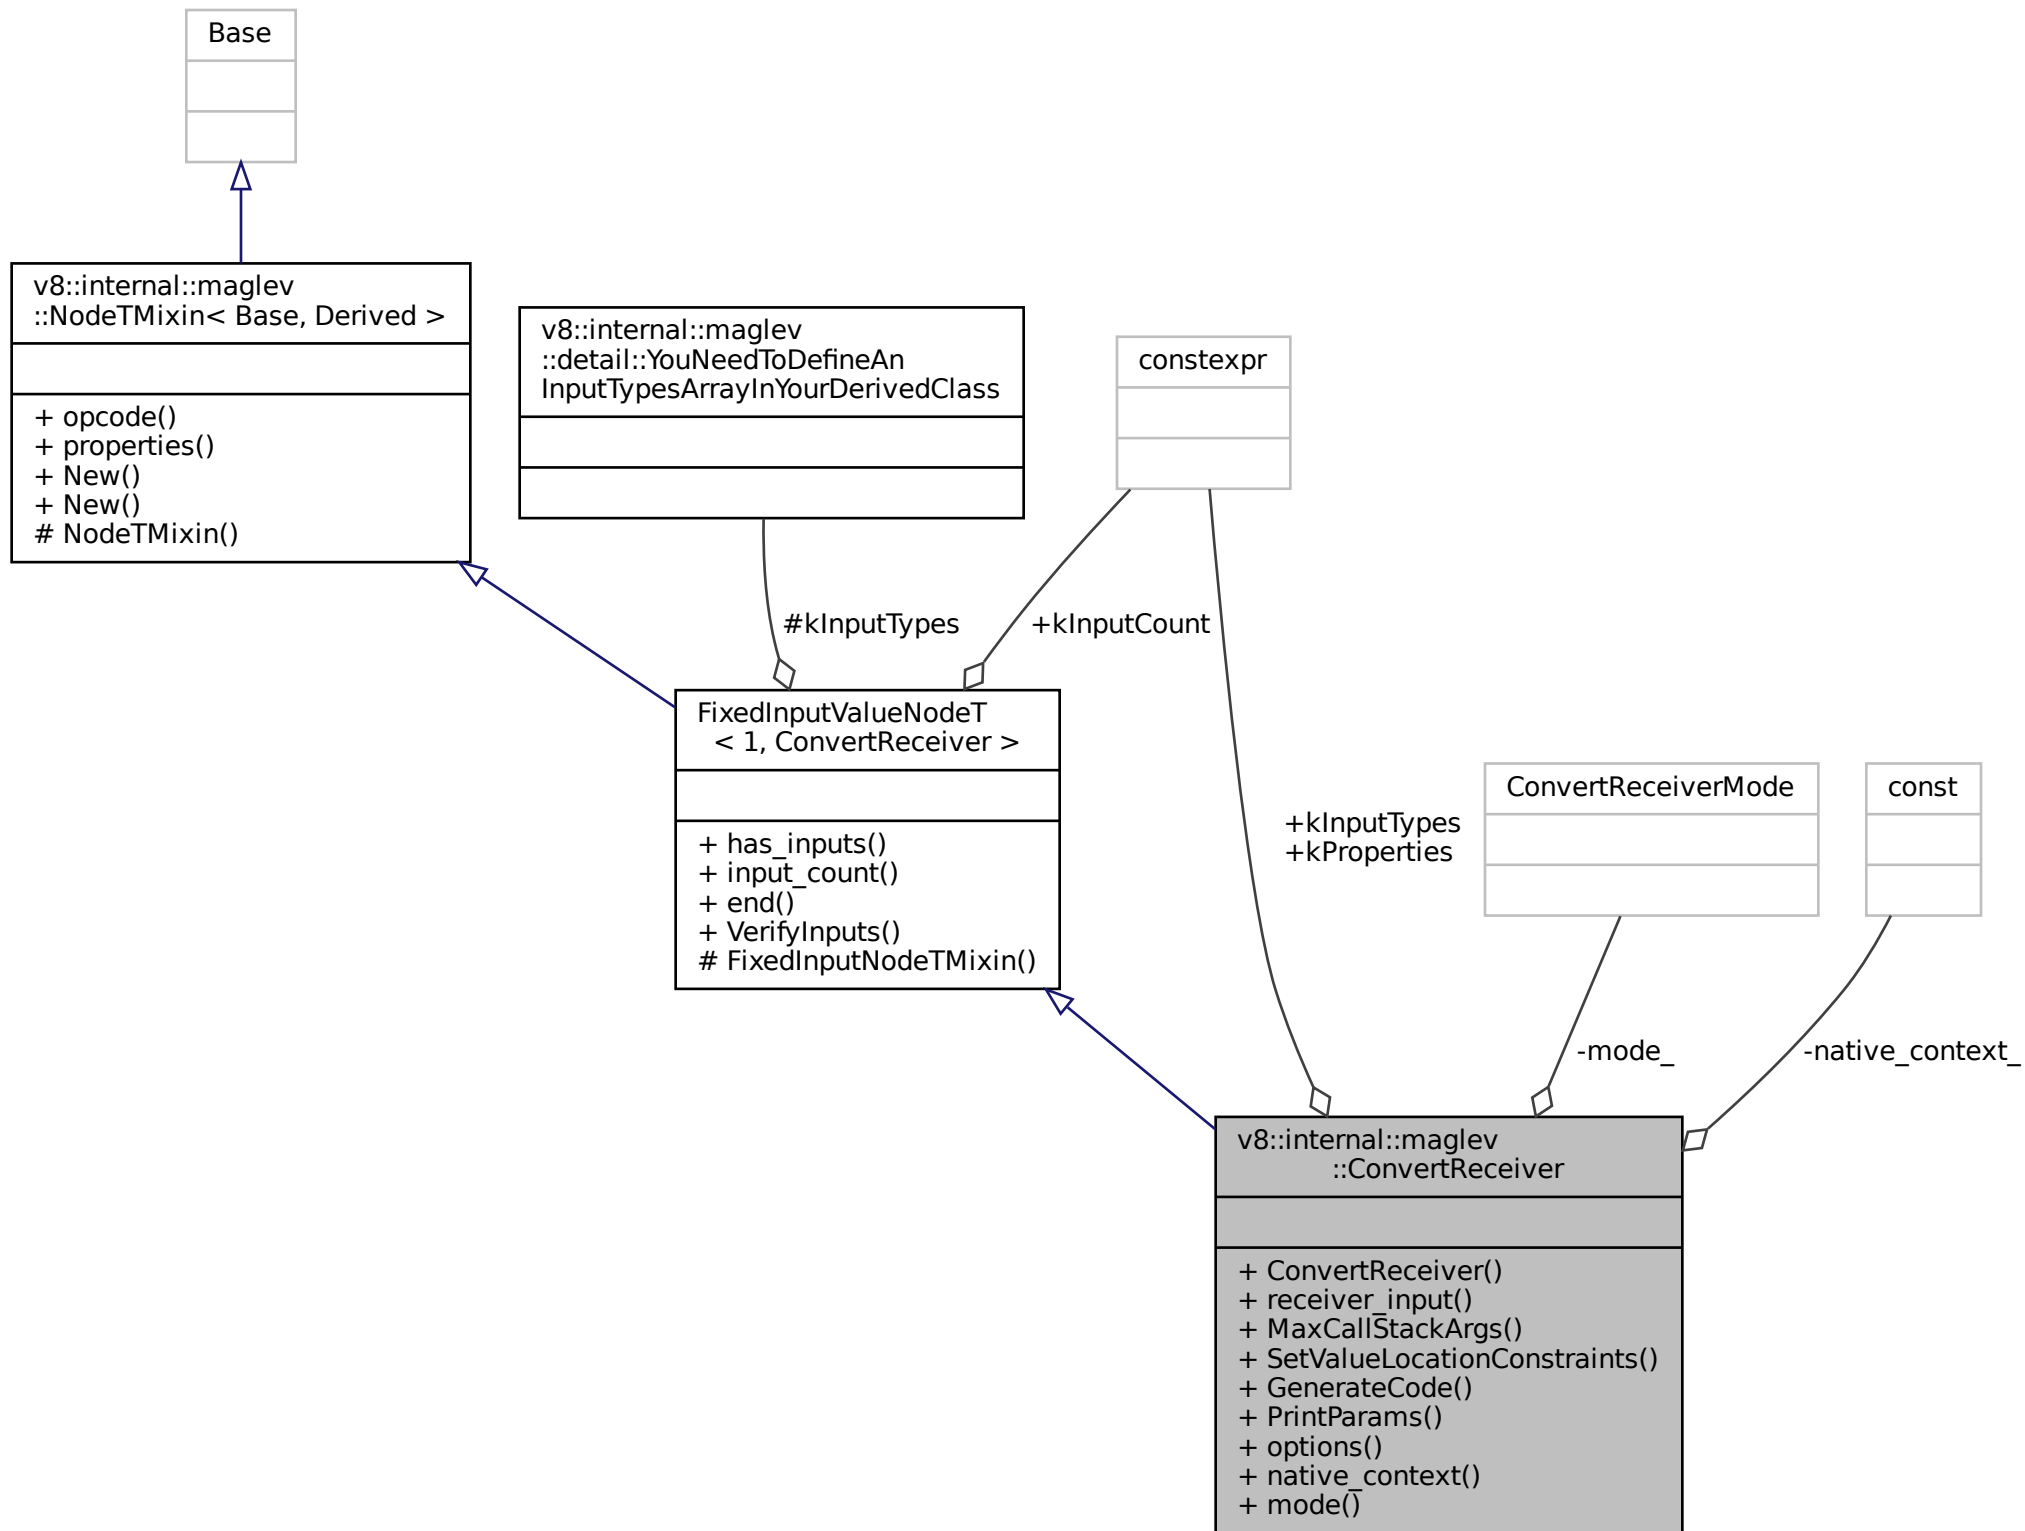 Base
v8::internal::maglev
::NodeTMixin< Base, Derived >
+ opcode()
+ properties()
+ New()
+ New()
# NodeTMixin()
v8::internal::maglev
::detail::YouNeedToDefineAn
InputTypesArrayInYourDerivedClass
constexpr
#kInputTypes
+kInputCount
FixedInputValueNodeT
< 1, ConvertReceiver >
+ has_inputs()
+ input_count()
+ end()
+ VerifyInputs()
# FixedInputNodeTMixin()
+kInputTypes
+kProperties
ConvertReceiverMode
const
-mode_
-native_context_
v8::internal::maglev
::ConvertReceiver
+ ConvertReceiver()
+ receiver_input()
+ MaxCallStackArgs()
+ SetValueLocationConstraints()
+ GenerateCode()
+ PrintParams()
+ options()
+ native_context()
+ mode()